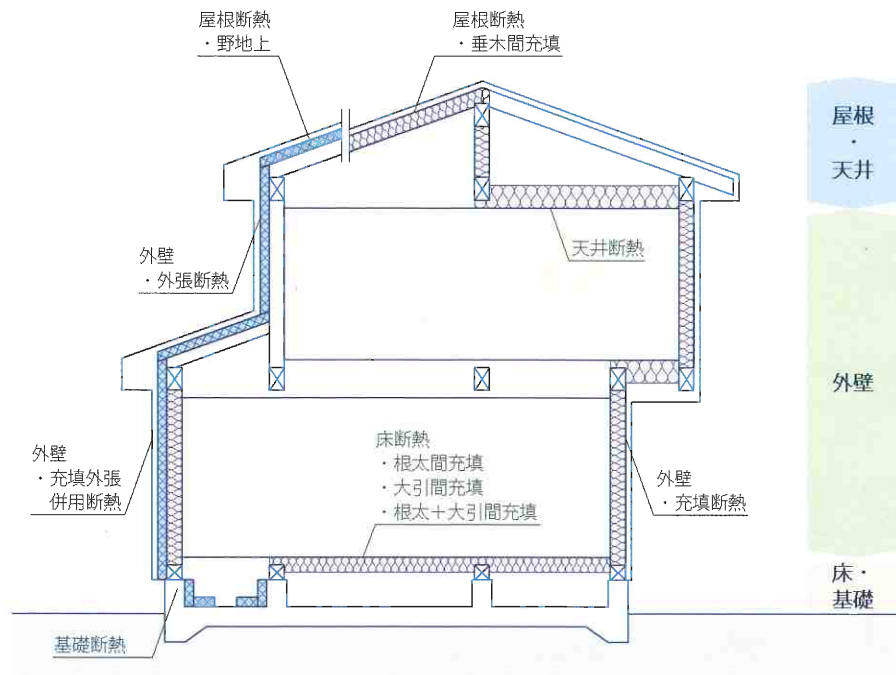 屋根断熱
・野地上
屋根断熱
・垂木間充填
屋根
・
天井
天井断熱
外壁
・外張断熱
外壁
床断熱
・根太間充填
・大引間充填
・根太＋大引間充填
外壁
・充填外張
併用断熱
外壁
・充填断熱
床・
基礎
基礎断熱